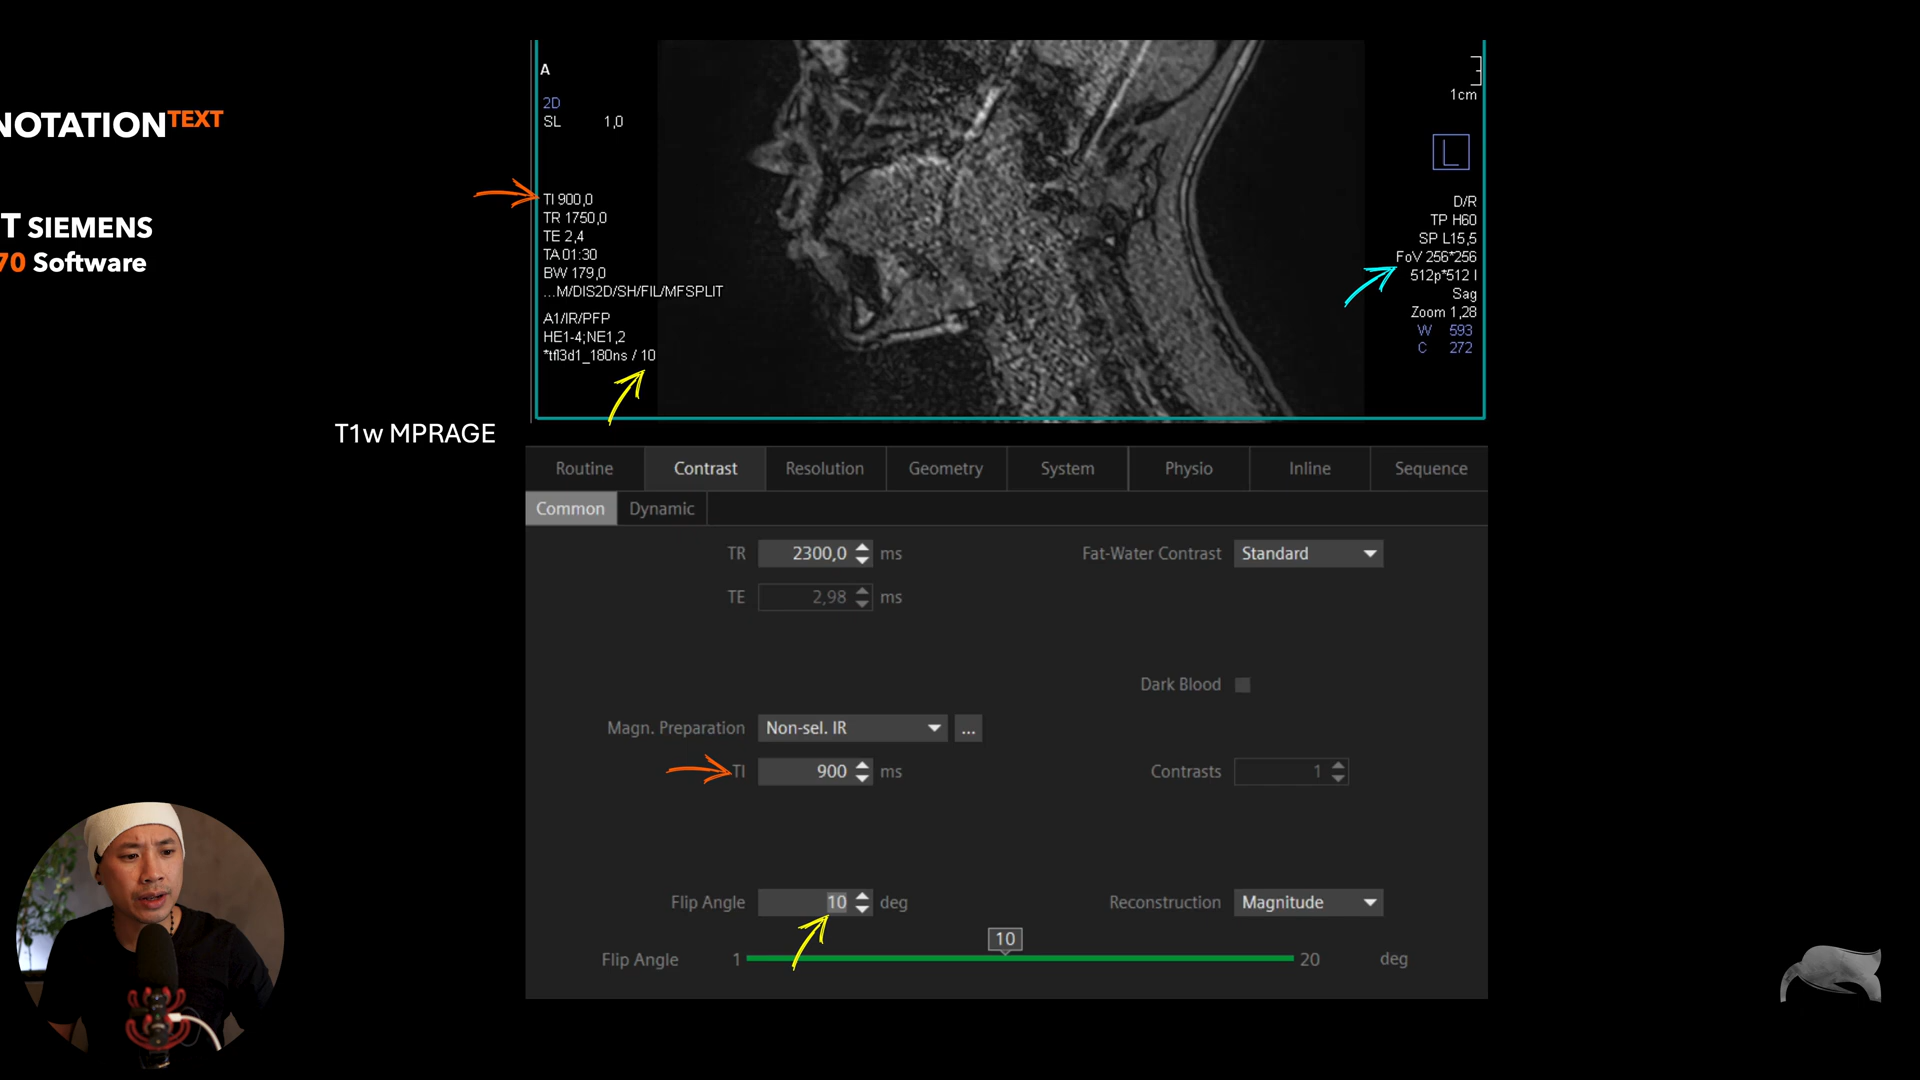 NOTATIONTEXT
T SIEMENS
70 Software
A
2D
SL 1,0
TI 900,0
TR 1750,0
TE 2,4
TA 01:30
BW 179,0
...M/DIS2D/SH/FIL/MFSPLIT
A1/IR/PFP
HE1-4;NE1,2
*tfl3d1_180ns / 10
1cm
L
D/R
TP H60
SP L15,5
FoV 256*256
512p*512 I
Sag
Zoom 1,28
W 593
C 272
T1w MPRAGE
Routine Contrast Resolution Geometry System Physio Inline Sequence
Common Dynamic
TR 2300,0 ms Fat-Water Contrast Standard
TE 2,98 ms
Dark Blood
Magn. Preparation Non-sel. IR ...
TI 900 ms Contrasts 1
Flip Angle 10 deg Reconstruction Magnitude
10
Flip Angle 1 20 deg